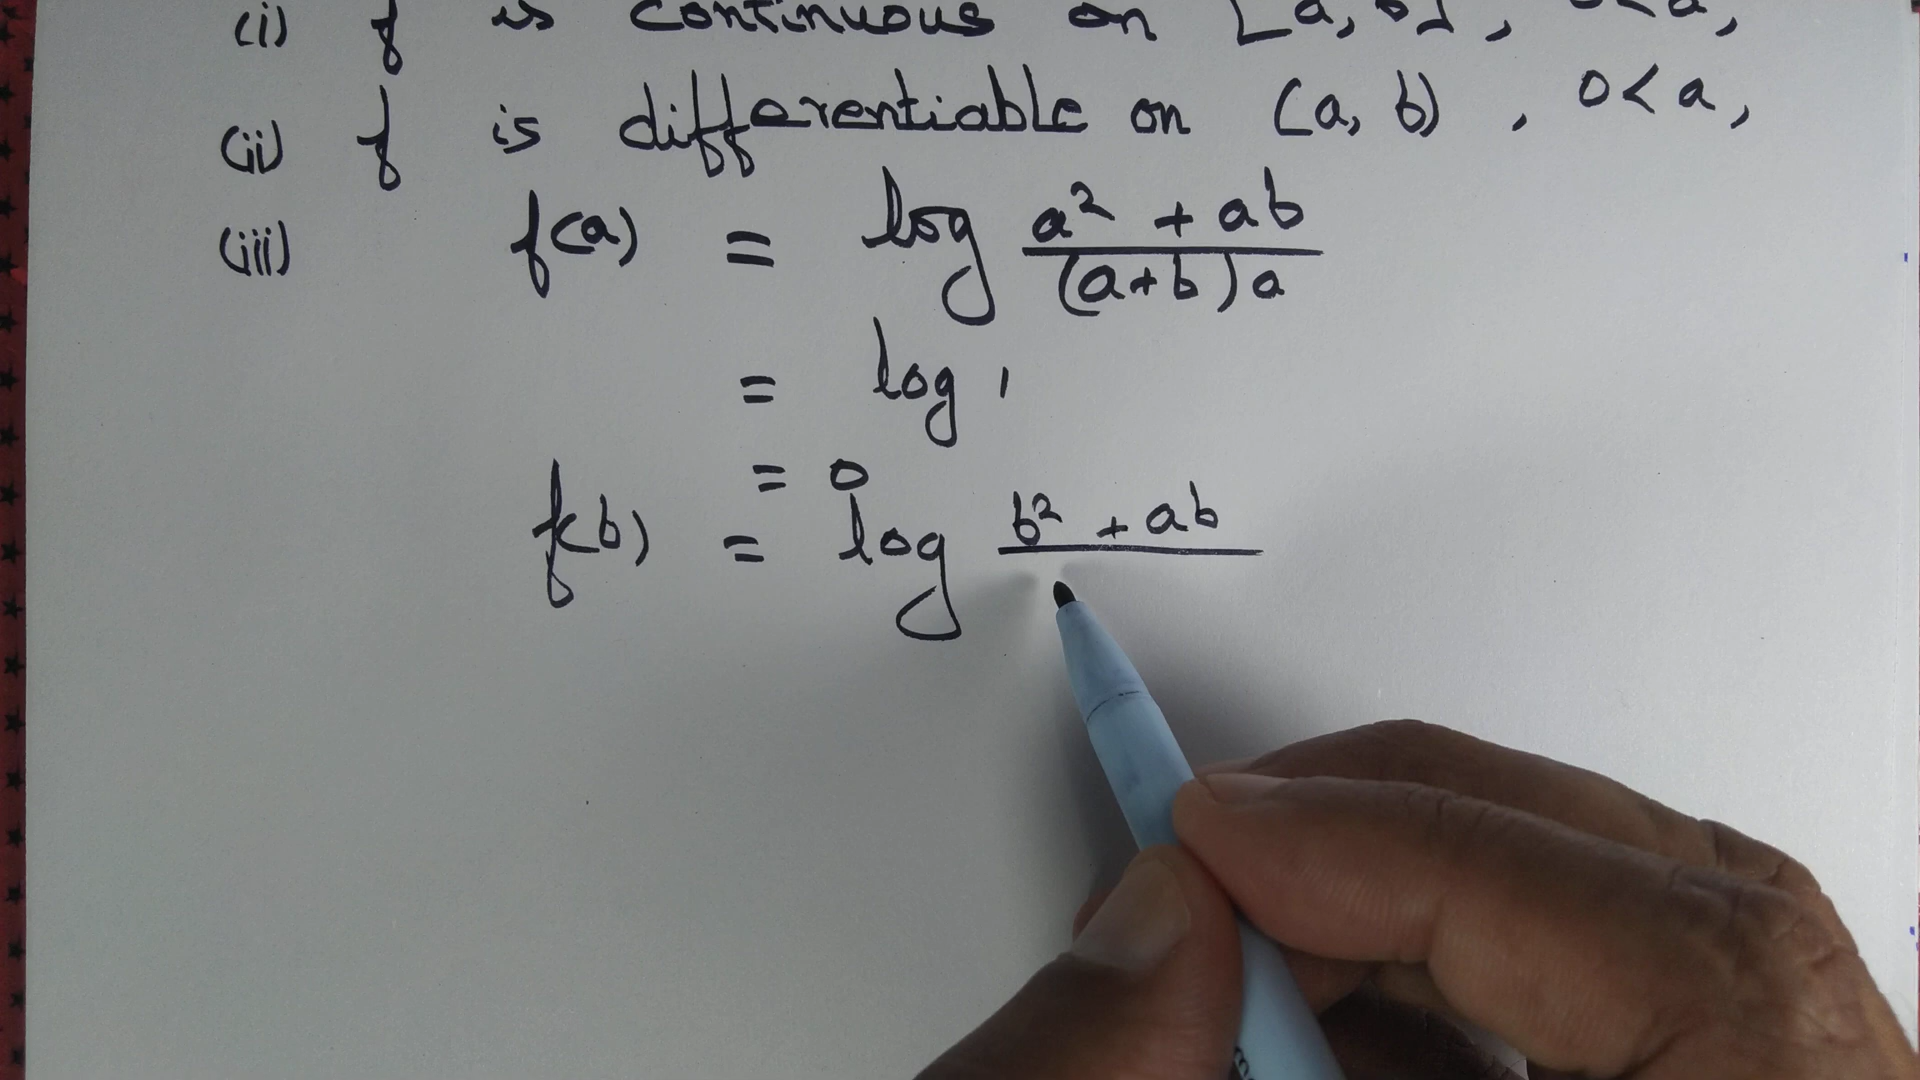 (i) f is continuous on [a, b], 0<a,
(ii) f is differentiable on (a, b), 0<a,
(iii) f(a) = log a² + ab / (a+b)a
= log 1
= 0
f(b) = log b² + ab